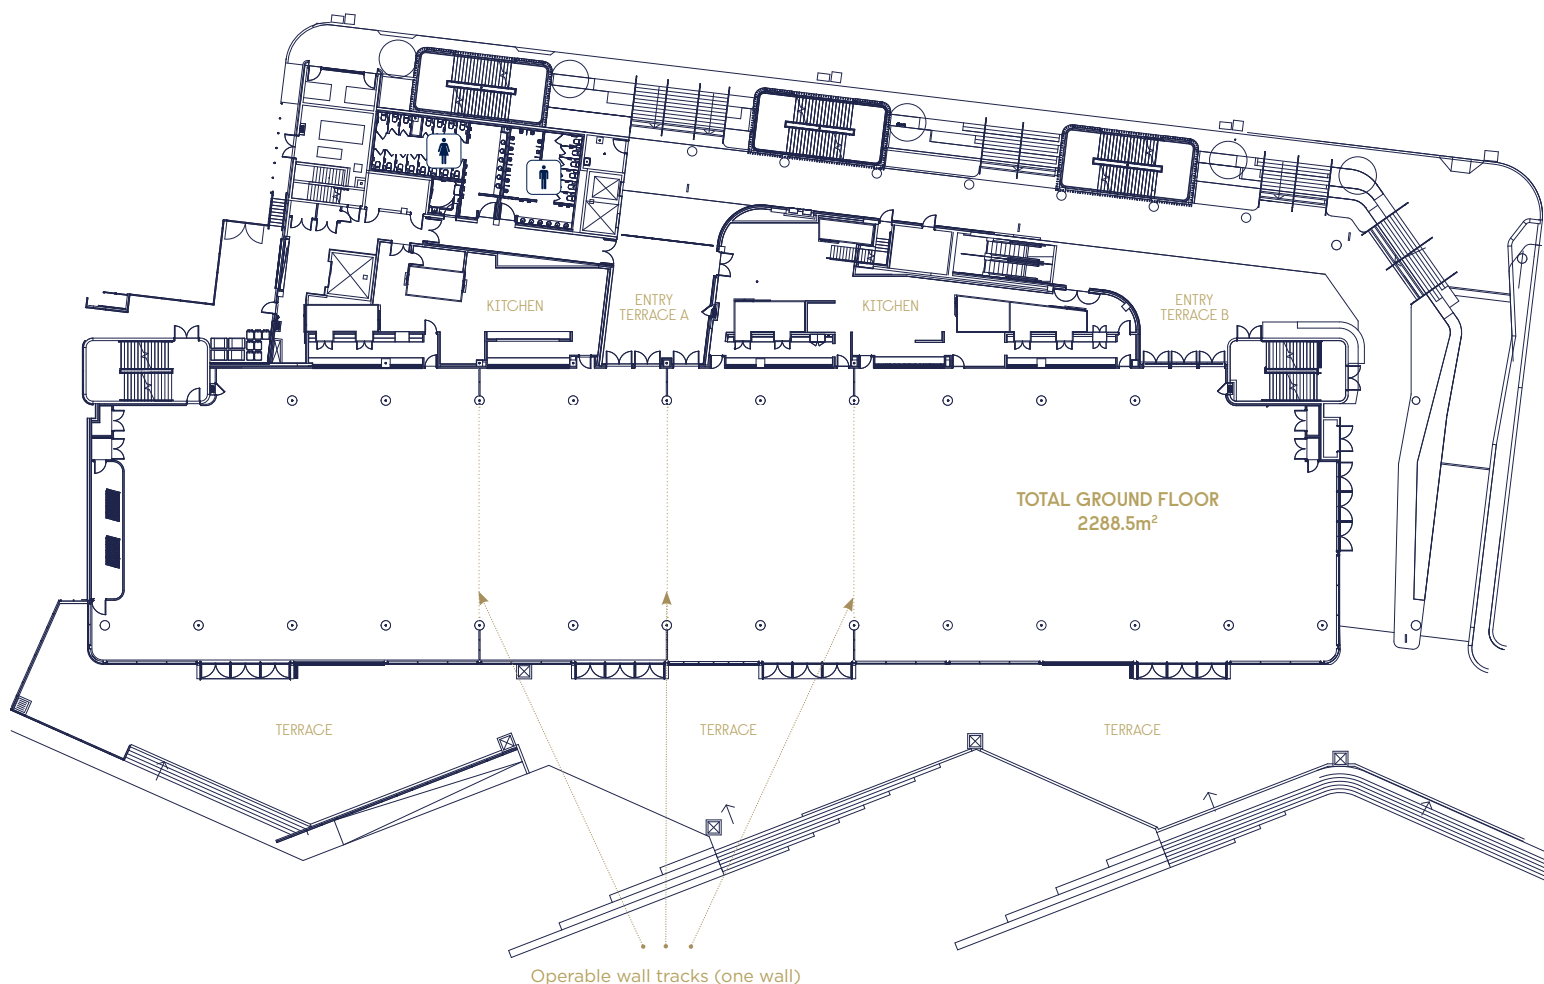 KITCHEN
ENTRY
TERRACE A
KITCHEN
ENTRY
TERRACE B
TOTAL GROUND FLOOR
2288.5m²
TERRACE
TERRACE
TERRACE
Operable wall tracks (one wall)